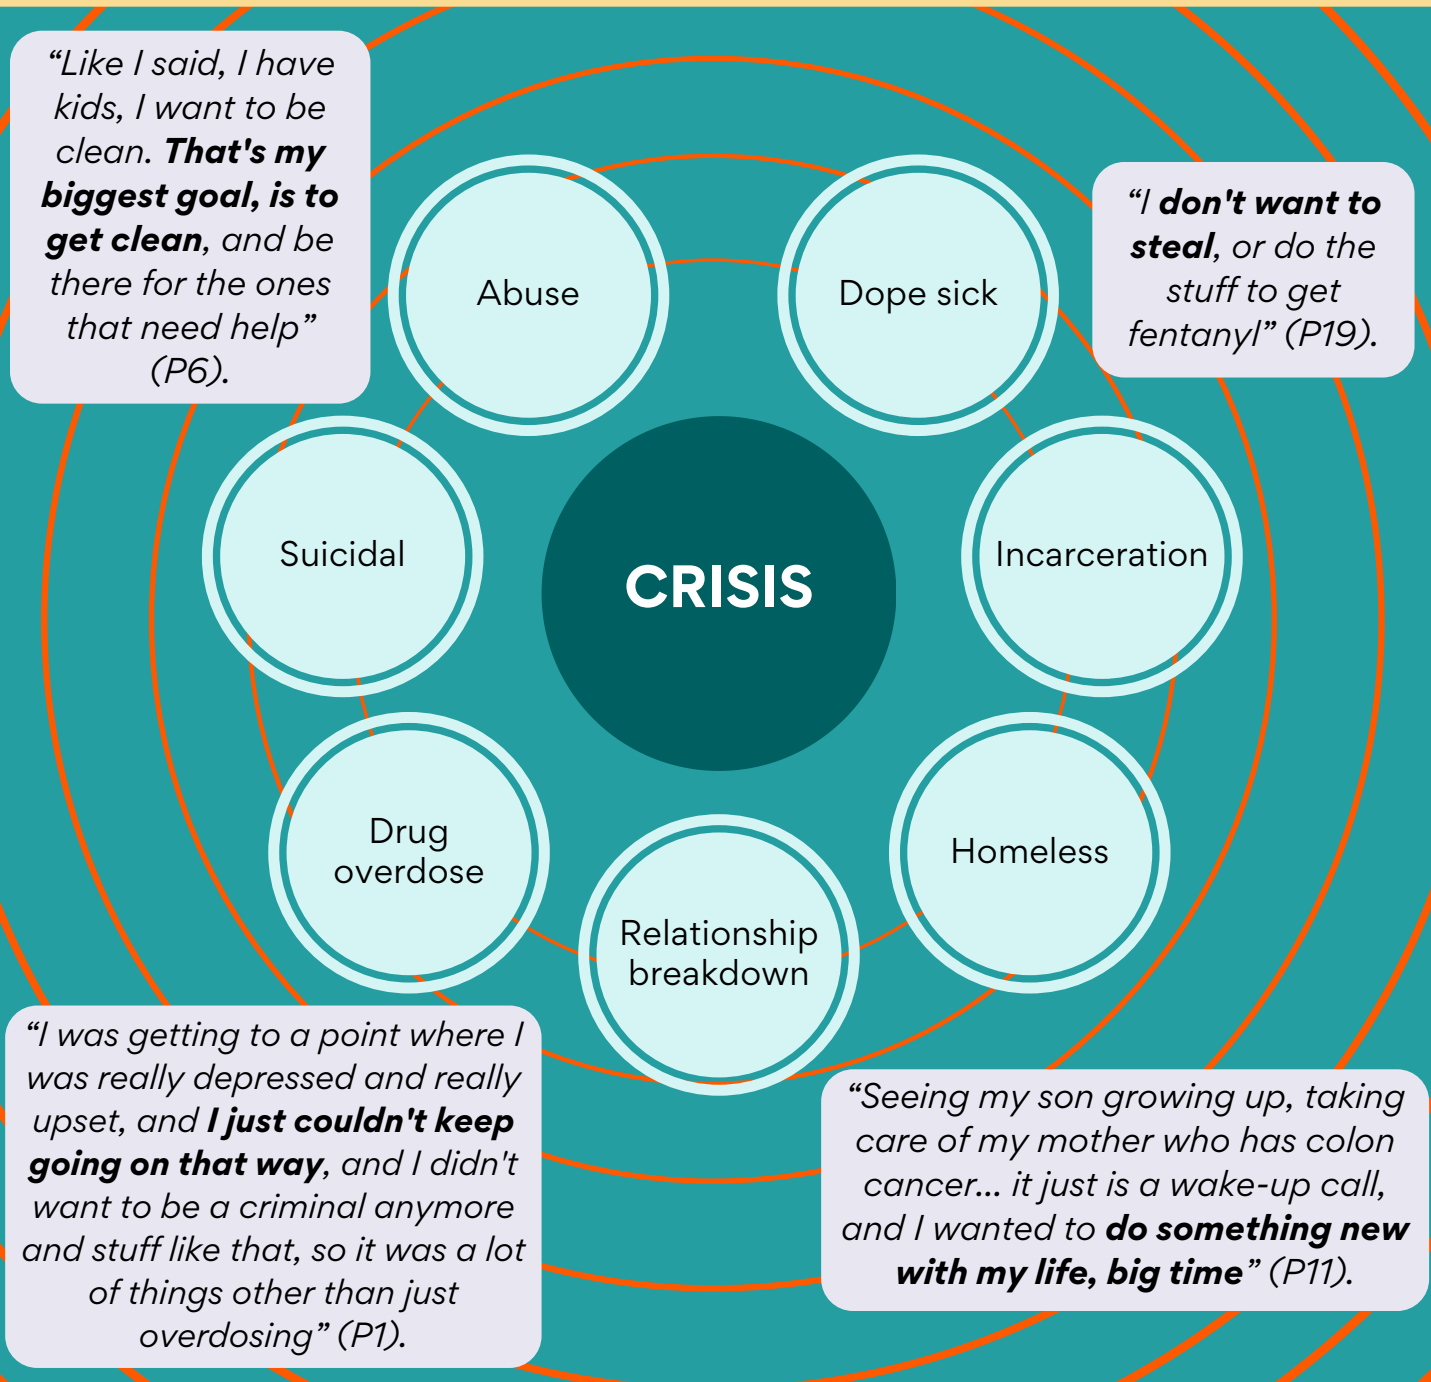 “Like I said, I have
kids, I want to be
clean. That's my
biggest goal, is to
get clean, and be
there for the ones
that need help”
(P6).
“I don't want to
steal, or do the
stuff to get
fentanyl” (P19).
Abuse
Dope sick
Suicidal
CRISIS
Incarceration
Drug
overdose
Homeless
Relationship
breakdown
“I was getting to a point where I
was really depressed and really
upset, and I just couldn't keep
going on that way, and I didn't
want to be a criminal anymore
and stuff like that, so it was a lot
of things other than just
overdosing” (P1).
“Seeing my son growing up, taking
care of my mother who has colon
cancer... it just is a wake-up call,
and I wanted to do something new
with my life, big time” (P11).